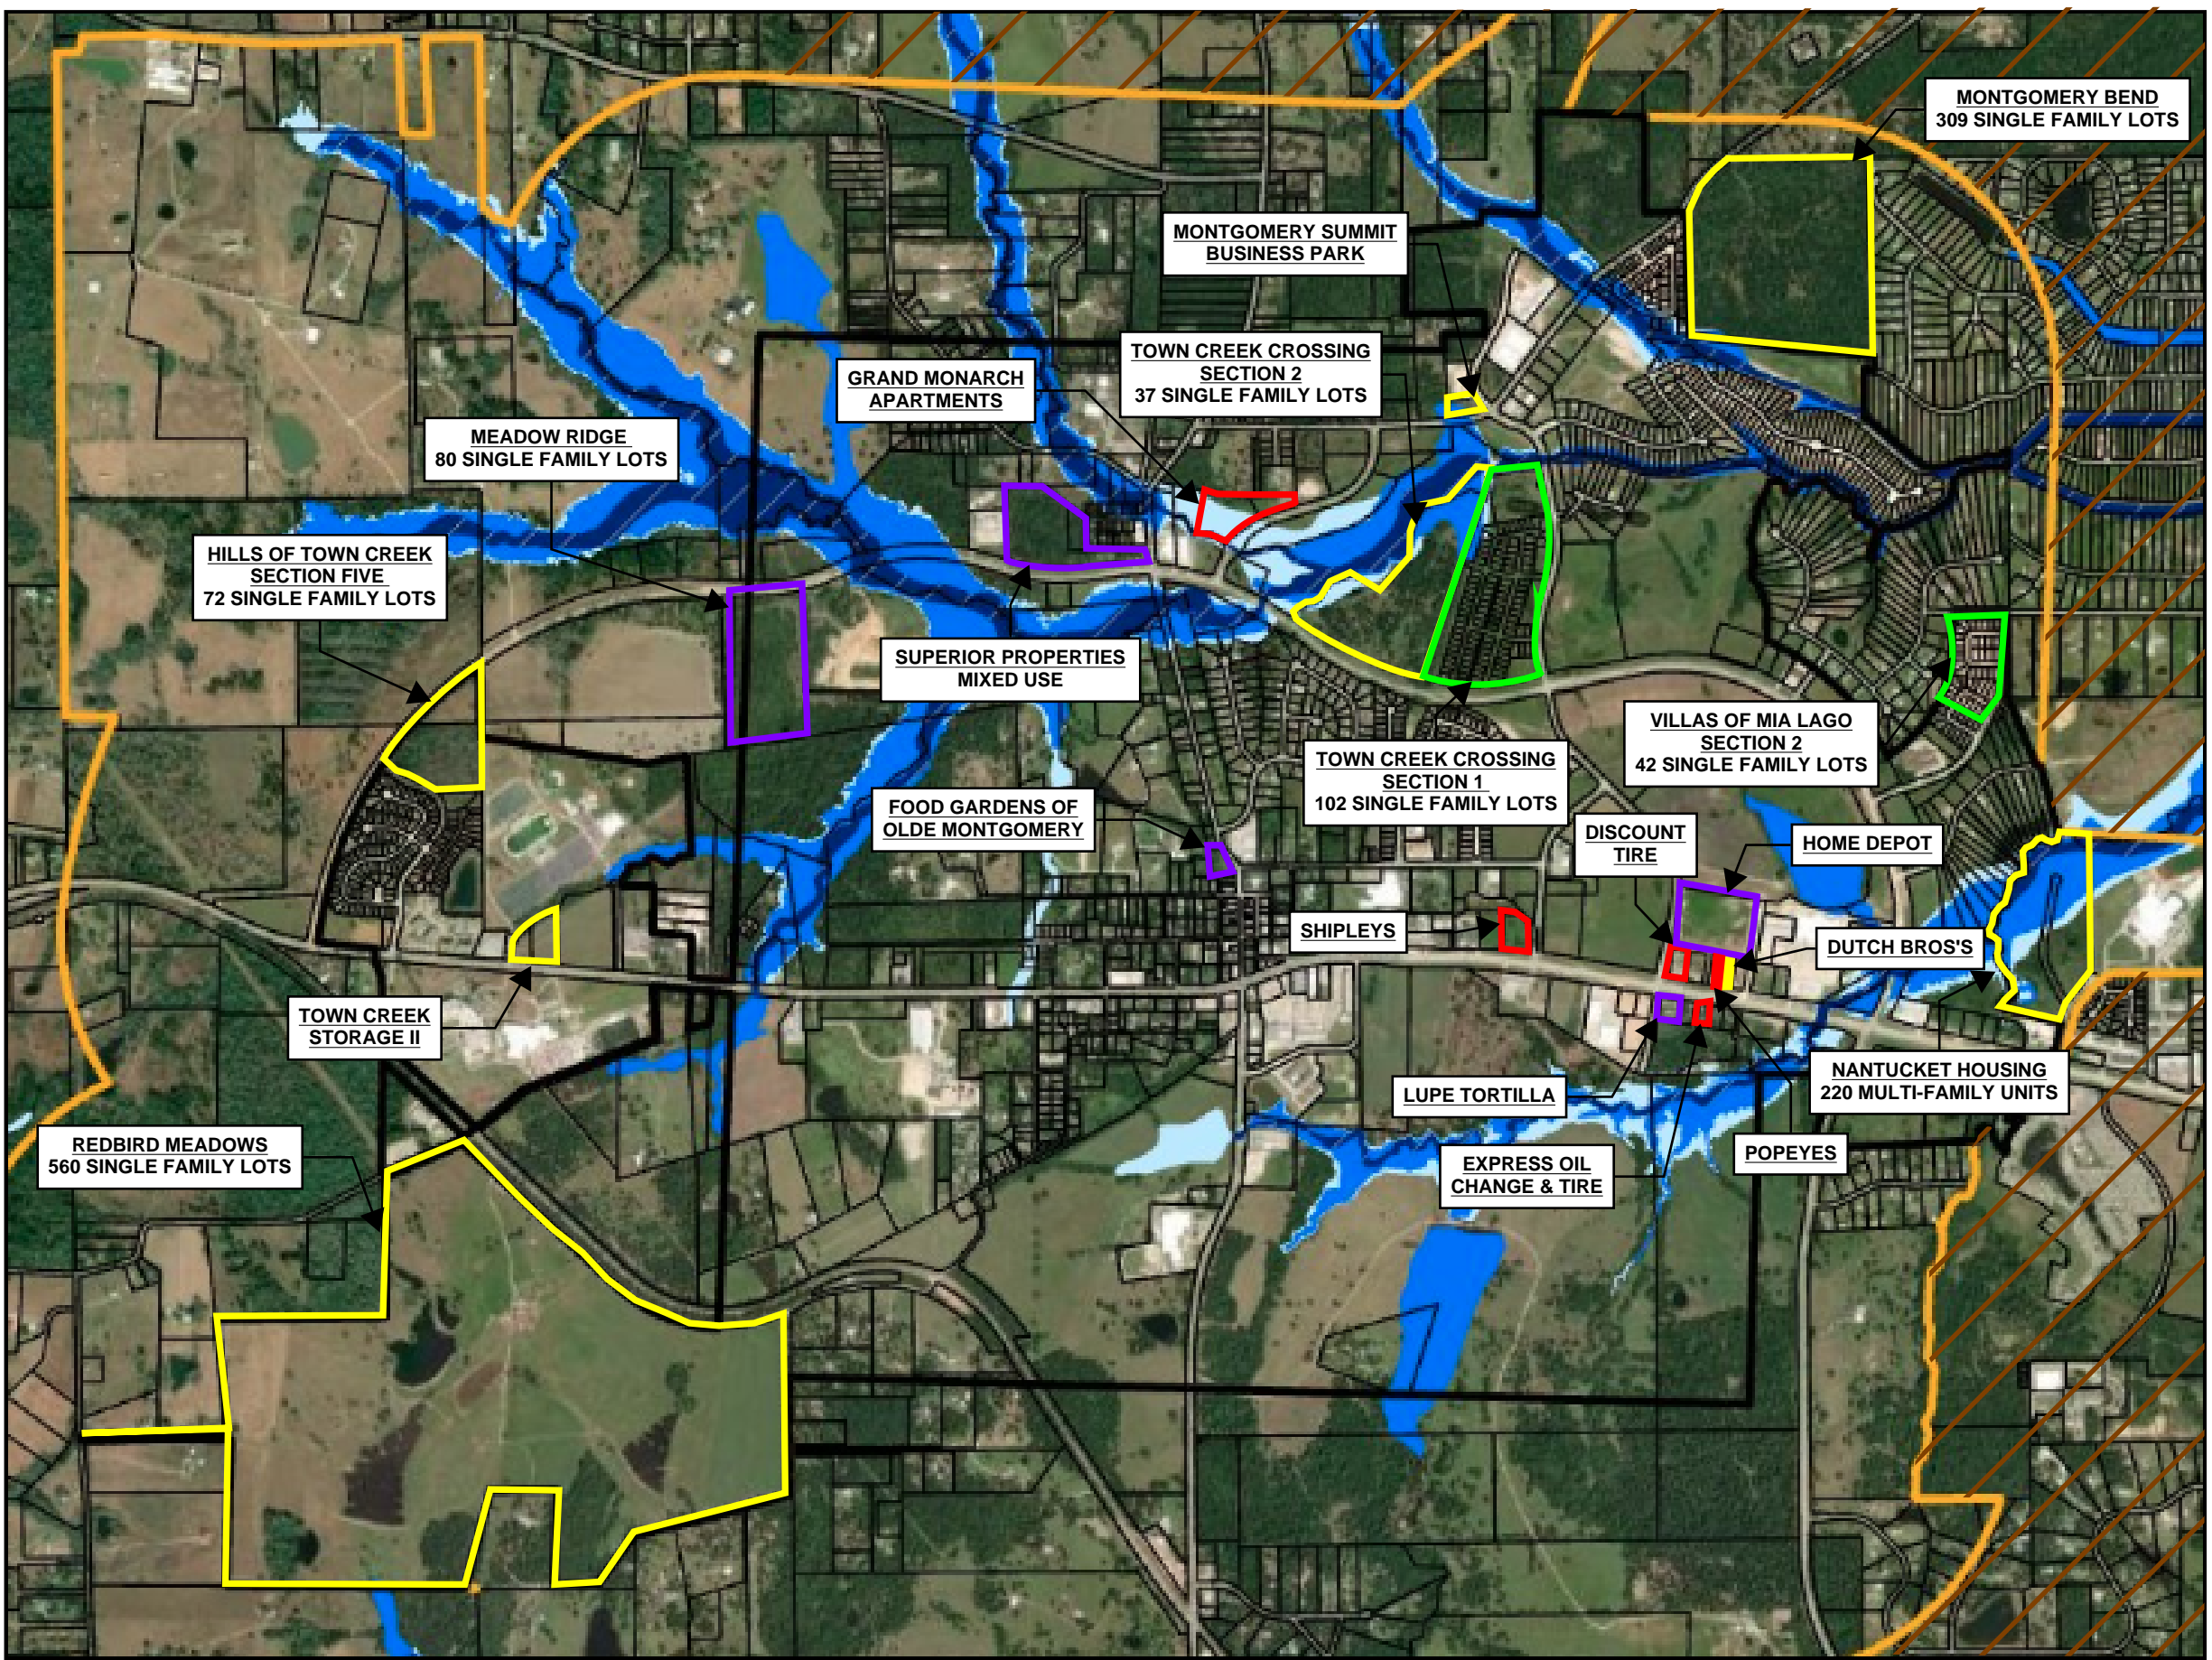 MONTGOMERY BEND
309 SINGLE FAMILY LOTS
MONTGOMERY SUMMIT
BUSINESS PARK
TOWN CREEK CROSSING
SECTION 2
37 SINGLE FAMILY LOTS
GRAND MONARCH
APARTMENTS
MEADOW RIDGE
80 SINGLE FAMILY LOTS
HILLS OF TOWN CREEK
SECTION FIVE
72 SINGLE FAMILY LOTS
SUPERIOR PROPERTIES
MIXED USE
VILLAS OF MIA LAGO
SECTION 2
42 SINGLE FAMILY LOTS
TOWN CREEK CROSSING
SECTION 1
102 SINGLE FAMILY LOTS
FOOD GARDENS OF
OLDE MONTGOMERY
DISCOUNT
TIRE
HOME DEPOT
SHIPLEYS
DUTCH BROS'S
TOWN CREEK
STORAGE II
NANTUCKET HOUSING
220 MULTI-FAMILY UNITS
LUPE TORTILLA
REDBIRD MEADOWS
560 SINGLE FAMILY LOTS
POPEYES
EXPRESS OIL
CHANGE & TIRE